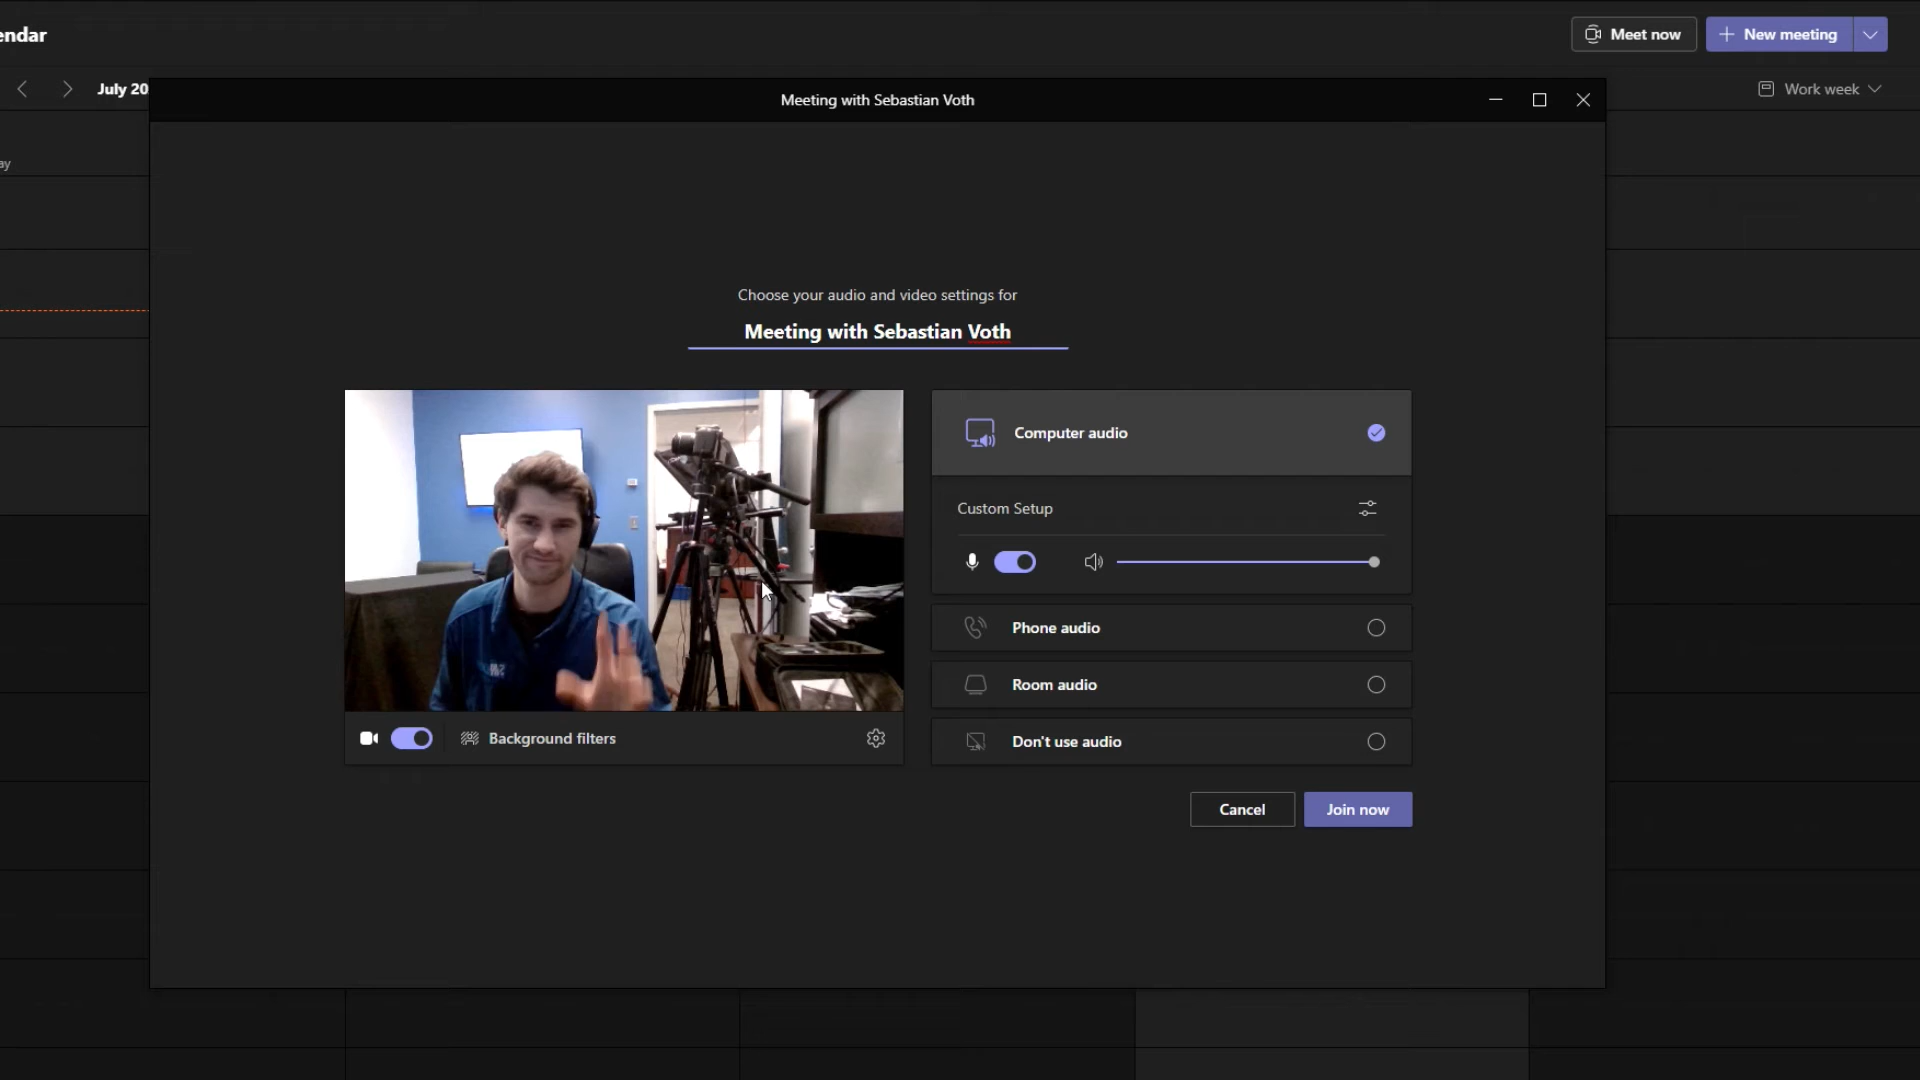 endar
Meet now
New meeting
July 20
Work week
Meeting with Sebastian Voth
ay
Choose your audio and video settings for
Meeting with Sebastian Voth
Computer audio
Custom Setup
Phone audio
Room audio
Don't use audio
Background filters
Cancel
Join now